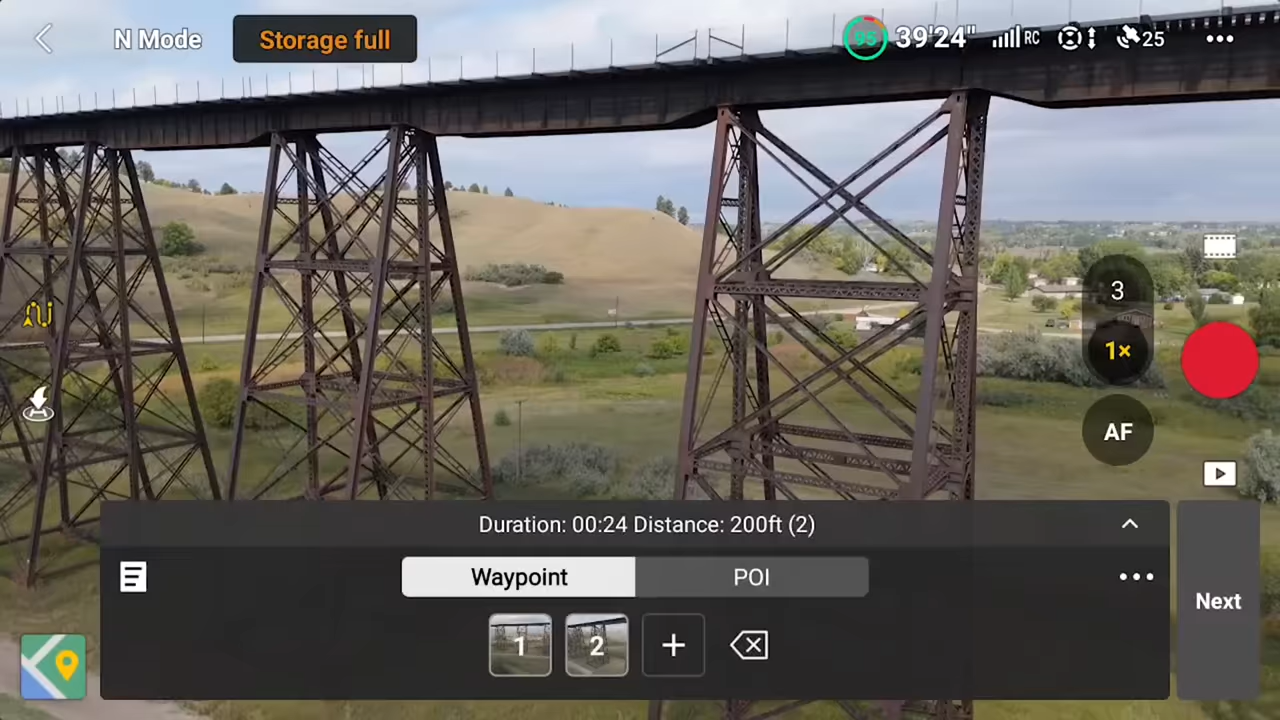 N Mode
Storage full
95
39'24"
RC
25
3
1×
AF
Duration: 00:24 Distance: 200ft (2)
Waypoint
POI
1
2
Next